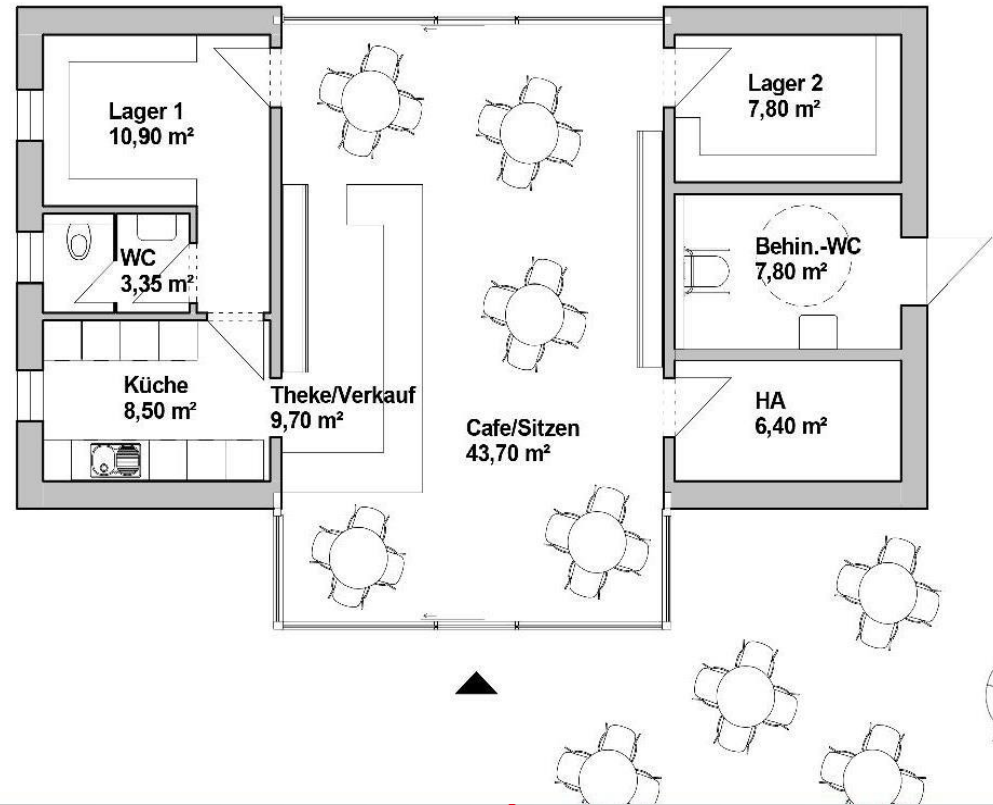 Lager 1
10,90 m²
Lager 2
7,80 m²
WC
3,35 m²
Behin.-WC
7,80 m²
Küche
8,50 m²
Theke/Verkauf
9,70 m²
Cafe/Sitzen
43,70 m²
HA
6,40 m²